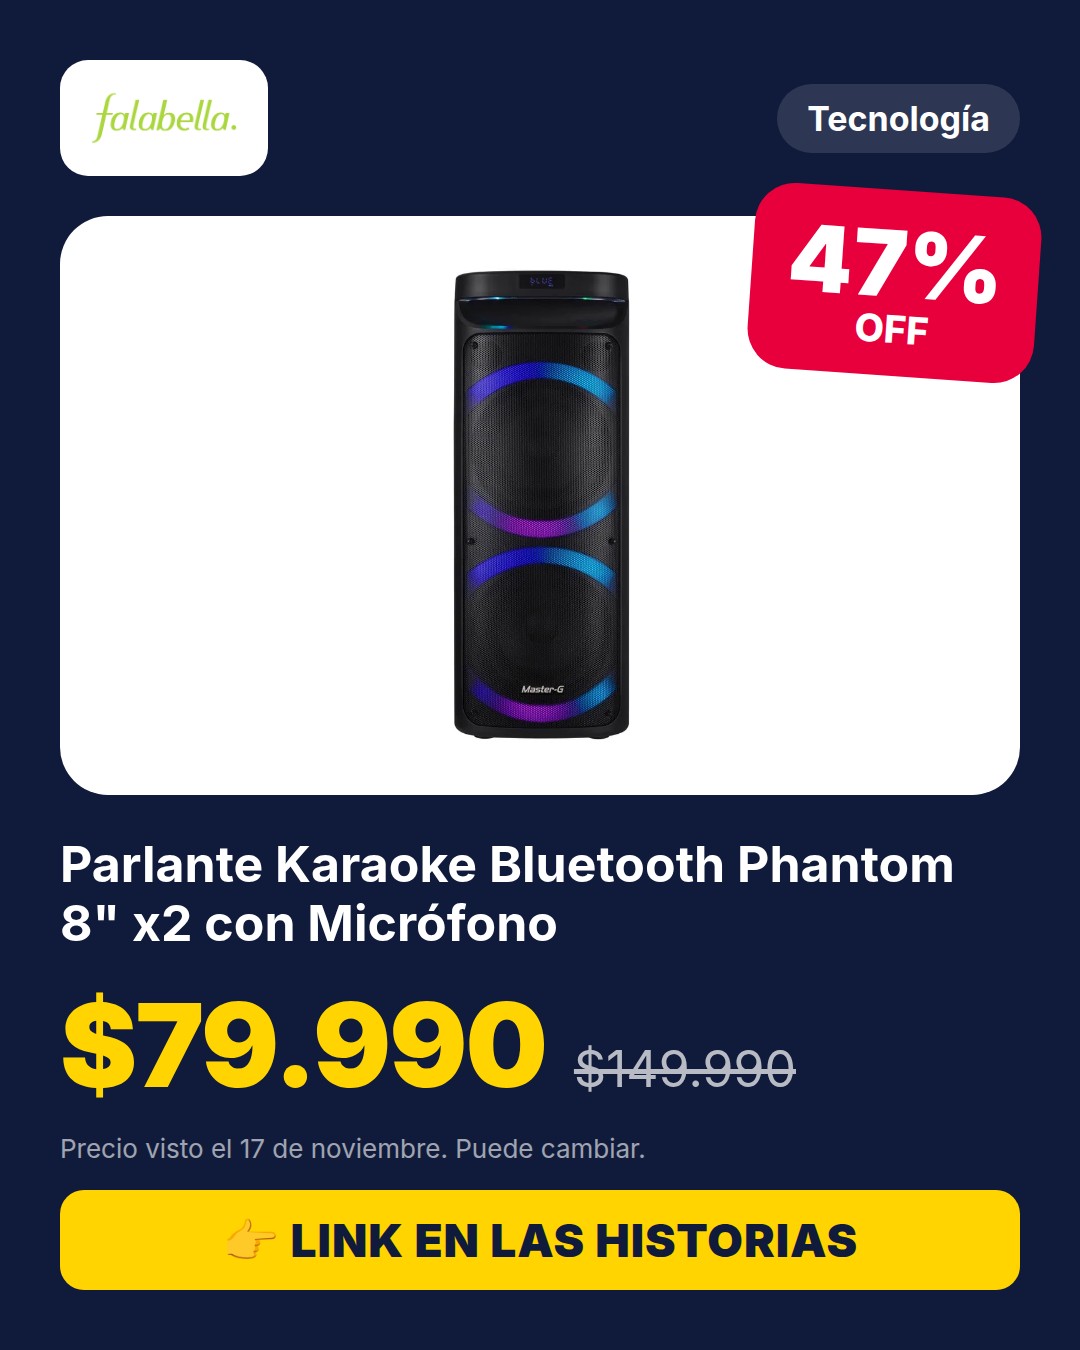 falabella.
Tecnología
47%
OFF
BLUE
Master-G
Parlante Karaoke Bluetooth Phantom
8" x2 con Micrófono
$79.990 $149.990
Precio visto el 17 de noviembre. Puede cambiar.
👉 LINK EN LAS HISTORIAS